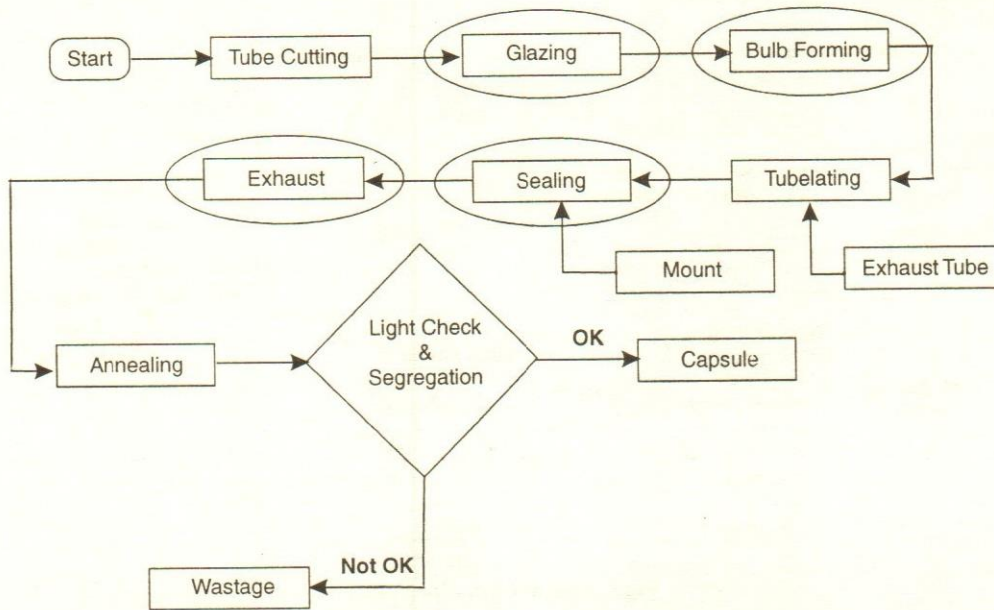 Start
Tube Cutting
Glazing
Bulb Forming
Exhaust
Sealing
Tubelating
Mount
Exhaust Tube
Annealing
Light Check
&
Segregation
OK
Capsule
Not OK
Wastage